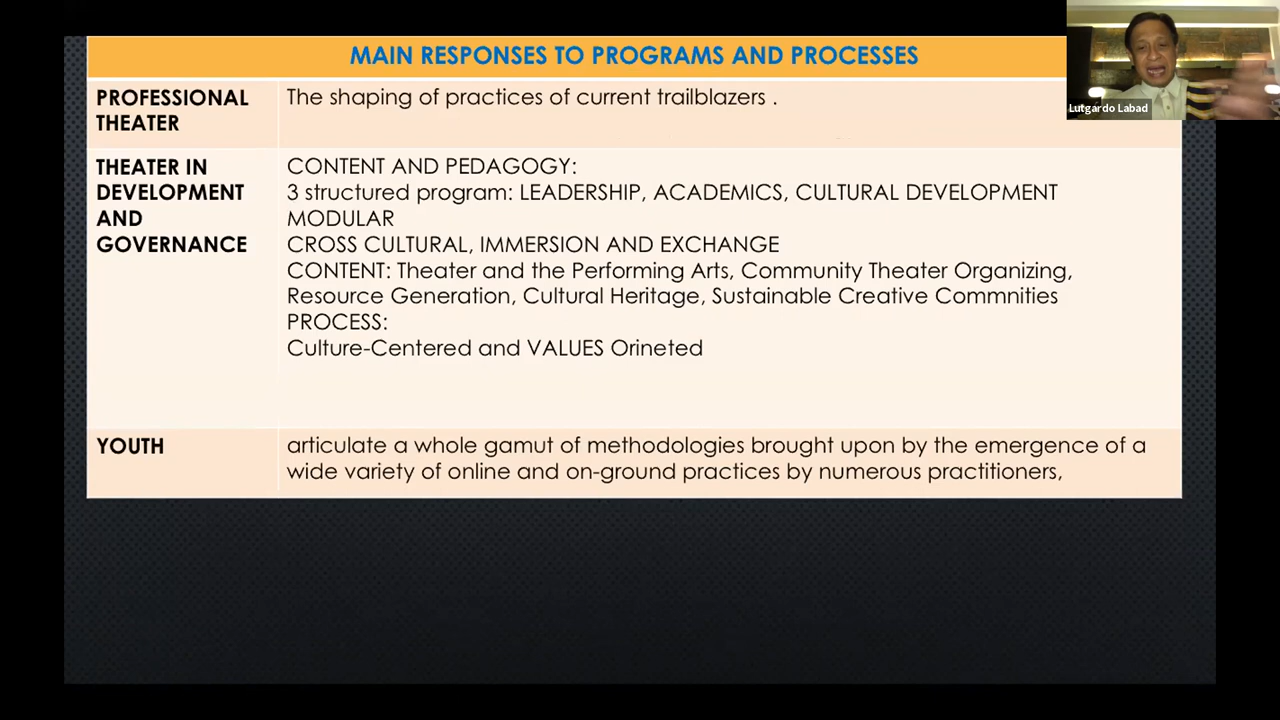 MAIN RESPONSES TO PROGRAMS AND PROCESSES
PROFESSIONAL
THEATER
The shaping of practices of current trailblazers .
THEATER IN
DEVELOPMENT
AND
GOVERNANCE
CONTENT AND PEDAGOGY:
3 structured program: LEADERSHIP, ACADEMICS, CULTURAL DEVELOPMENT
MODULAR
CROSS CULTURAL, IMMERSION AND EXCHANGE
CONTENT: Theater and the Performing Arts, Community Theater Organizing,
Resource Generation, Cultural Heritage, Sustainable Creative Commnities
PROCESS:
Culture-Centered and VALUES Orineted
YOUTH
articulate a whole gamut of methodologies brought upon by the emergence of a
wide variety of online and on-ground practices by numerous practitioners,
Lutgardo Labad